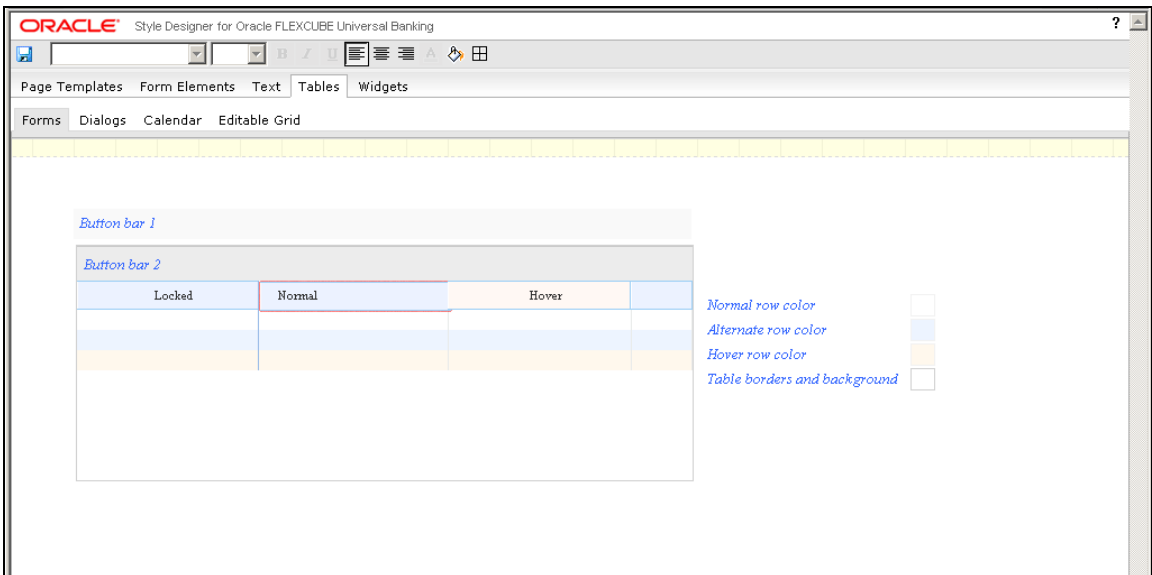 ORACLE® Style Designer for Oracle FLEXCUBE Universal Banking ?
B I U A
Page Templates Form Elements Text Tables Widgets
Forms Dialogs Calendar Editable Grid
Button bar 1
Button bar 2
Locked Normal Hover
Normal row color
Alternate row color
Hover row color
Table borders and background